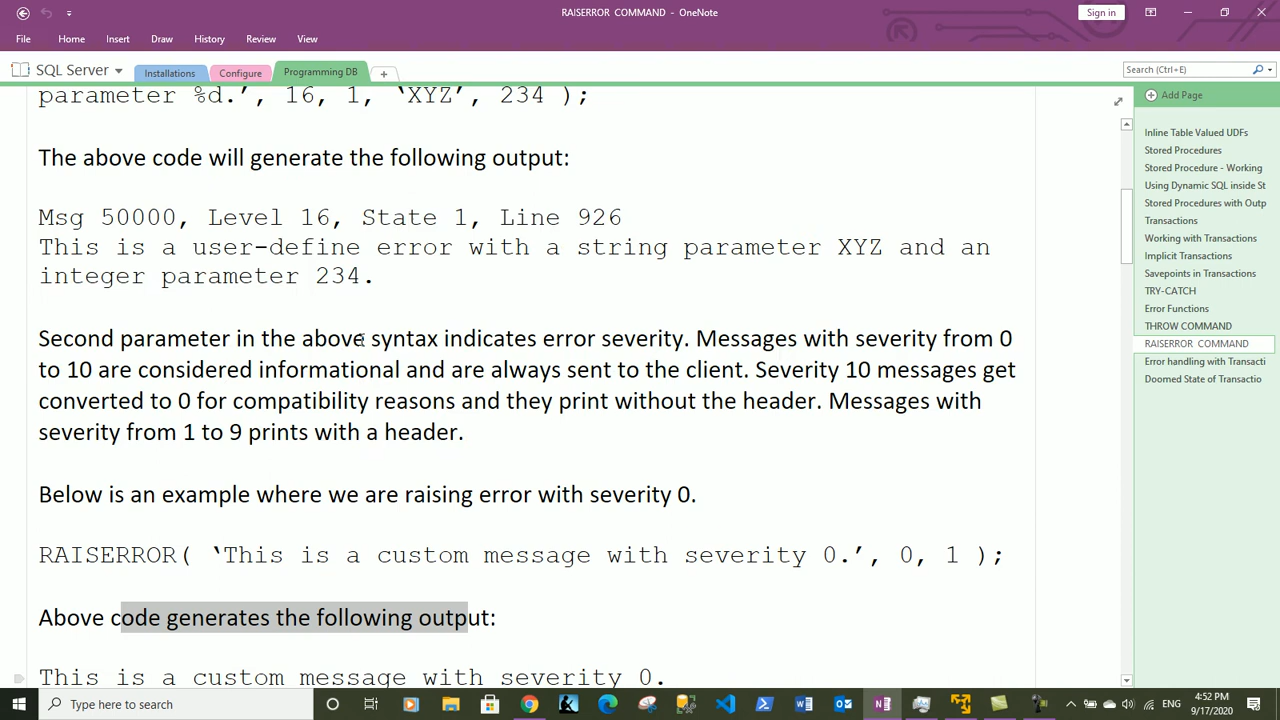 RAISERROR COMMAND - OneNote
Sign in
File Home Insert Draw History Review View
SQL Server Installations Configure Programming DB
Search (Ctrl+E)
Add Page
parameter %d.’, 16, 1, ‘XYZ’, 234 );
The above code will generate the following output:
Msg 50000, Level 16, State 1, Line 926
This is a user-define error with a string parameter XYZ and an
integer parameter 234.
Second parameter in the above syntax indicates error severity. Messages with severity from 0
to 10 are considered informational and are always sent to the client. Severity 10 messages get
converted to 0 for compatibility reasons and they print without the header. Messages with
severity from 1 to 9 prints with a header.
Below is an example where we are raising error with severity 0.
RAISERROR( ‘This is a custom message with severity 0.’, 0, 1 );
Above code generates the following output:
This is a custom message with severity 0.
Inline Table Valued UDFs
Stored Procedures
Stored Procedure - Working
Using Dynamic SQL inside St
Stored Procedures with Outp
Transactions
Working with Transactions
Implicit Transactions
Savepoints in Transactions
TRY-CATCH
Error Functions
THROW COMMAND
RAISERROR COMMAND
Error handling with Transacti
Doomed State of Transactio
Type here to search
ENG
4:52 PM
9/17/2020